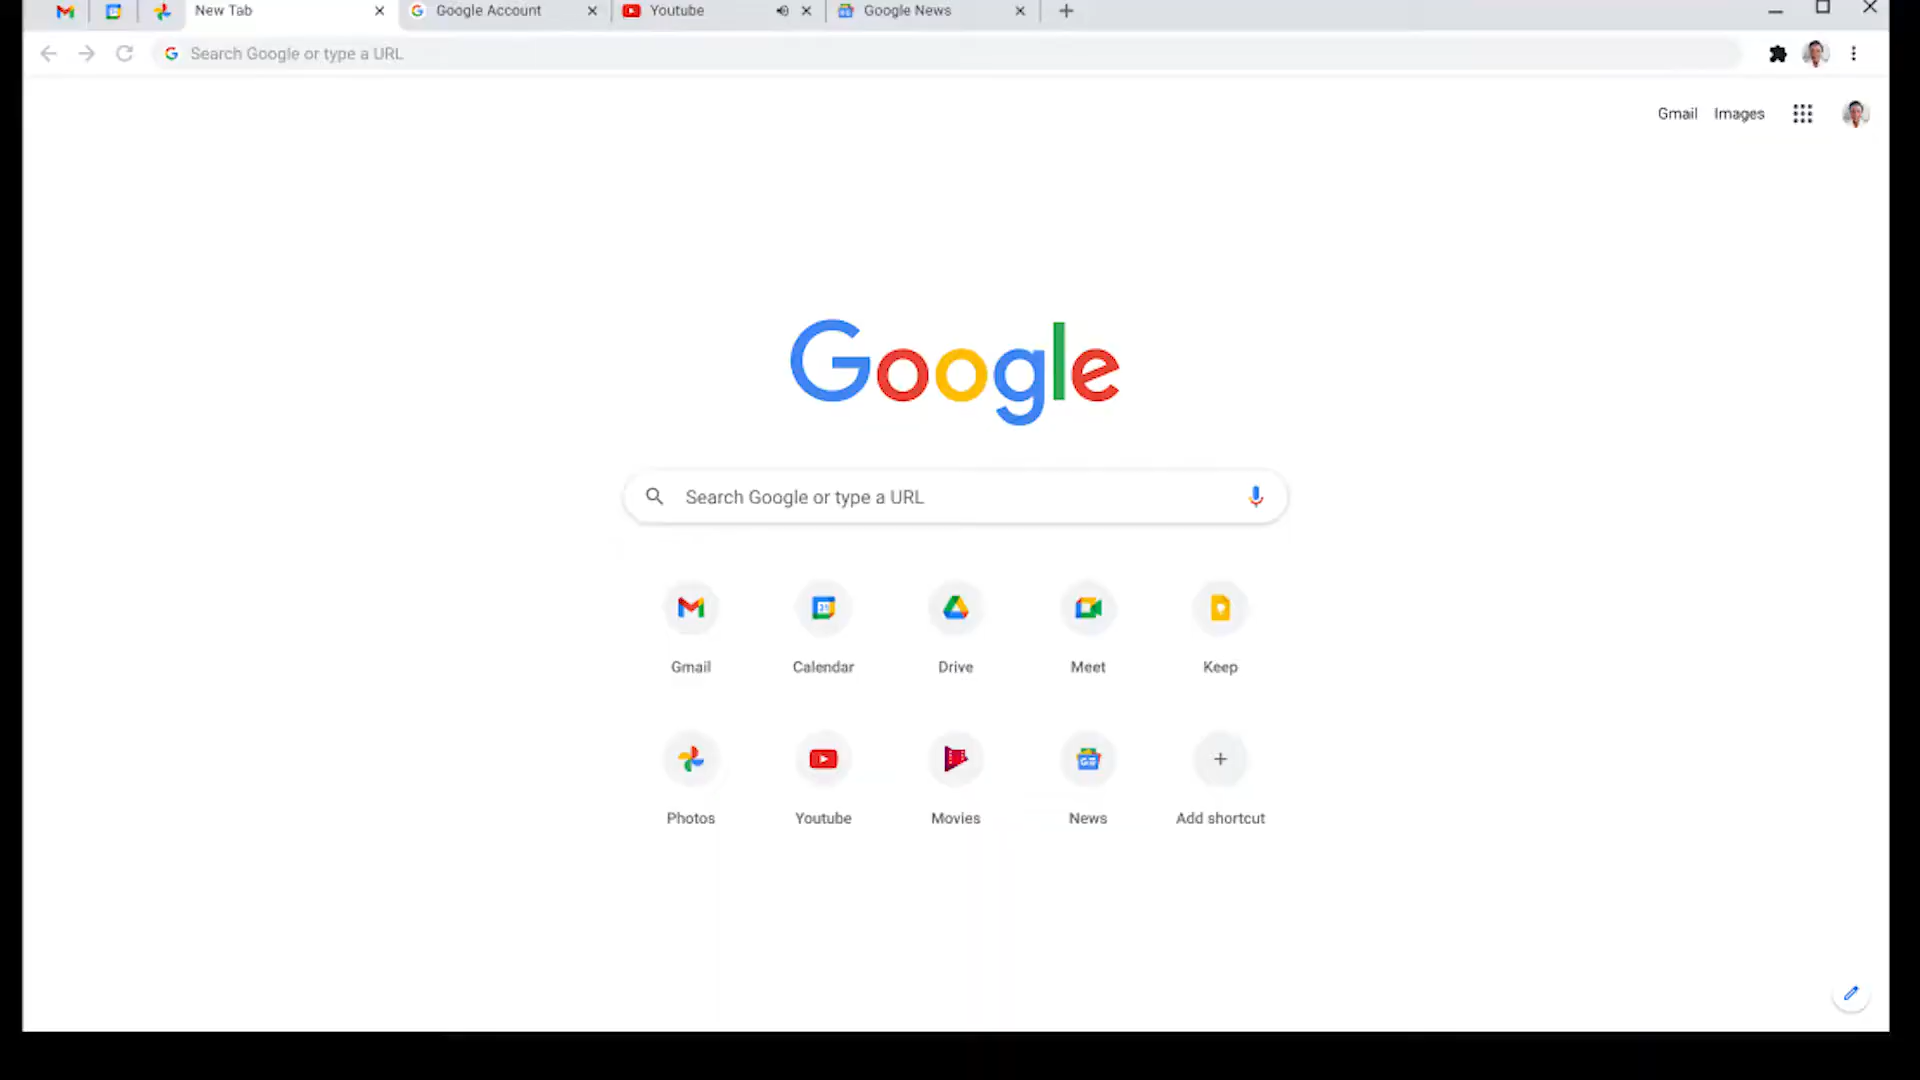 New Tab Google Account Youtube Google News
Search Google or type a URL
Gmail Images
Google
Search Google or type a URL
Gmail Calendar Drive Meet Keep
Photos Youtube Movies News Add shortcut